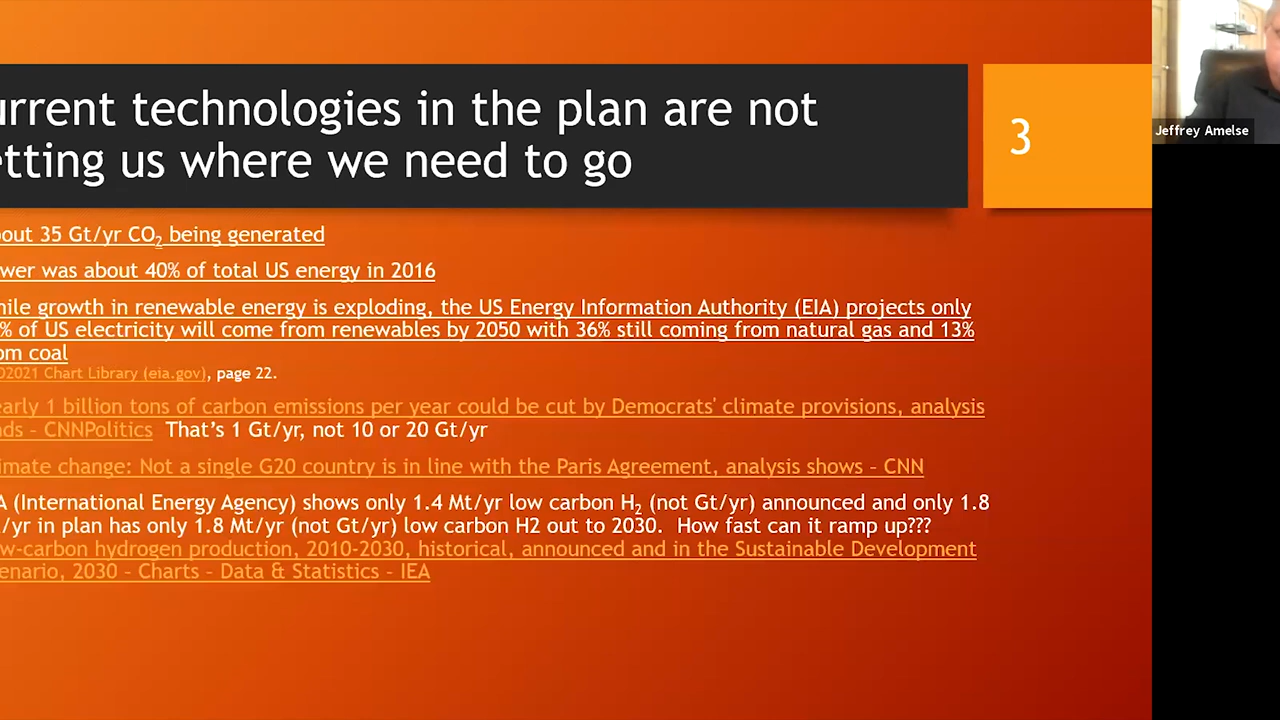 urrent technologies in the plan are not
etting us where we need to go
3
Jeffrey Amelse
out 35 Gt/yr CO₂ being generated
wer was about 40% of total US energy in 2016
ile growth in renewable energy is exploding, the US Energy Information Authority (EIA) projects only
% of US electricity will come from renewables by 2050 with 36% still coming from natural gas and 13%
om coal
O2021 Chart Library (eia.gov), page 22.
early 1 billion tons of carbon emissions per year could be cut by Democrats' climate provisions, analysis
nds – CNNPolitics That’s 1 Gt/yr, not 10 or 20 Gt/yr
imate change: Not a single G20 country is in line with the Paris Agreement, analysis shows – CNN
A (International Energy Agency) shows only 1.4 Mt/yr low carbon H₂ (not Gt/yr) announced and only 1.8
/yr in plan has only 1.8 Mt/yr (not Gt/yr) low carbon H2 out to 2030. How fast can it ramp up???
w-carbon hydrogen production, 2010-2030, historical, announced and in the Sustainable Development
enario, 2030 – Charts – Data & Statistics - IEA